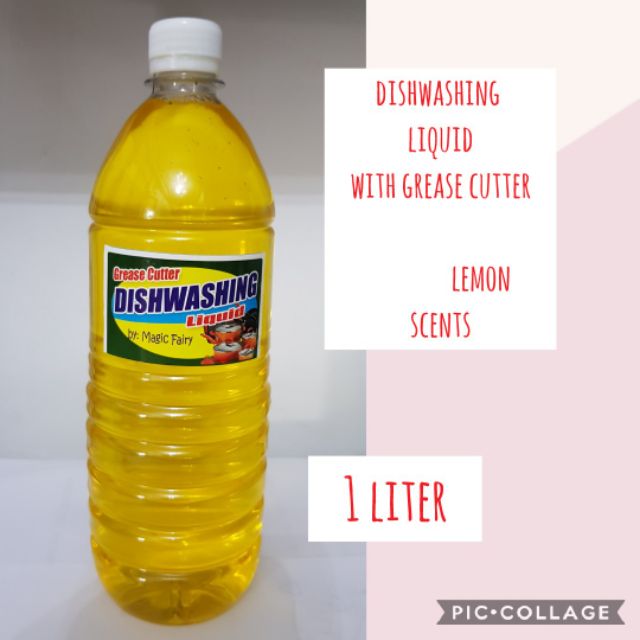 Grease Cutter
DISHWASHING
Liquid
by: Magic Fairy
DISHWASHING
LIQUID
WITH GREASE CUTTER
LEMON
SCENTS
1 LITER
PIC•COLLAGE